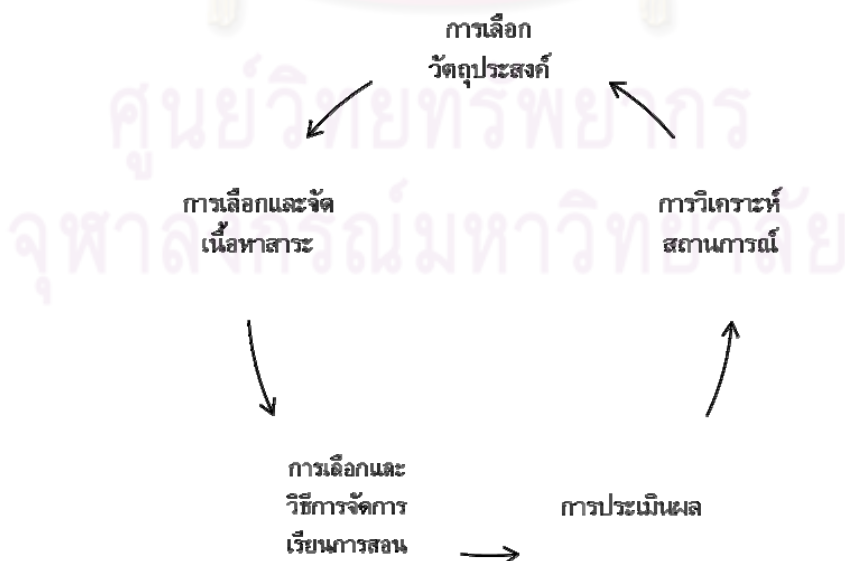 การเลือก
วัตถุประสงค์
ศูนย์วิทยทรัพยากร
การเลือกและจัด
เนื้อหาสาระ
การวิเคราะห์
สถานการณ์
จุฬาลงกรณ์มหาวิทยาลัย
การเลือกและ
วิธีการจัดการ
เรียนการสอน
การประเมินผล